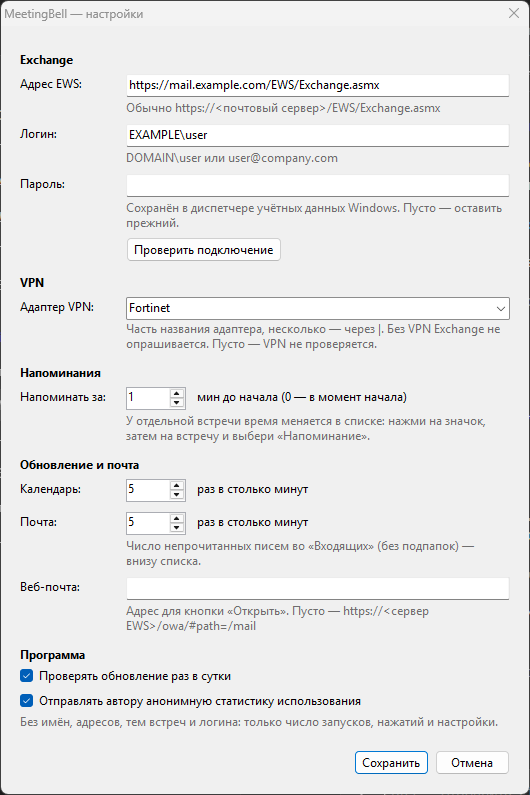 MeetingBell — настройки
Exchange
Адрес EWS:
https://mail.example.com/EWS/Exchange.asmx
Обычно https://<почтовый сервер>/EWS/Exchange.asmx
Логин:
EXAMPLE\user
DOMAIN\user или user@company.com
Пароль:
Сохранён в диспетчере учётных данных Windows. Пусто — оставить
прежний.
Проверить подключение
VPN
Адаптер VPN:
Fortinet
Часть названия адаптера, несколько — через |. Без VPN Exchange не
опрашивается. Пусто — VPN не проверяется.
Напоминания
Напоминать за:
1
мин до начала (0 — в момент начала)
У отдельной встречи время меняется в списке: нажми на значок,
затем на встречу и выбери «Напоминание».
Обновление и почта
Календарь:
5
раз в столько минут
Почта:
5
раз в столько минут
Число непрочитанных писем во «Входящих» (без подпапок) —
внизу списка.
Веб-почта:
Адрес для кнопки «Открыть». Пусто — https://<сервер
EWS>/owa/#path=/mail
Программа
Проверять обновление раз в сутки
Отправлять автору анонимную статистику использования
Без имён, адресов, тем встреч и логина: только число запусков, нажатий и настройки.
Сохранить
Отмена